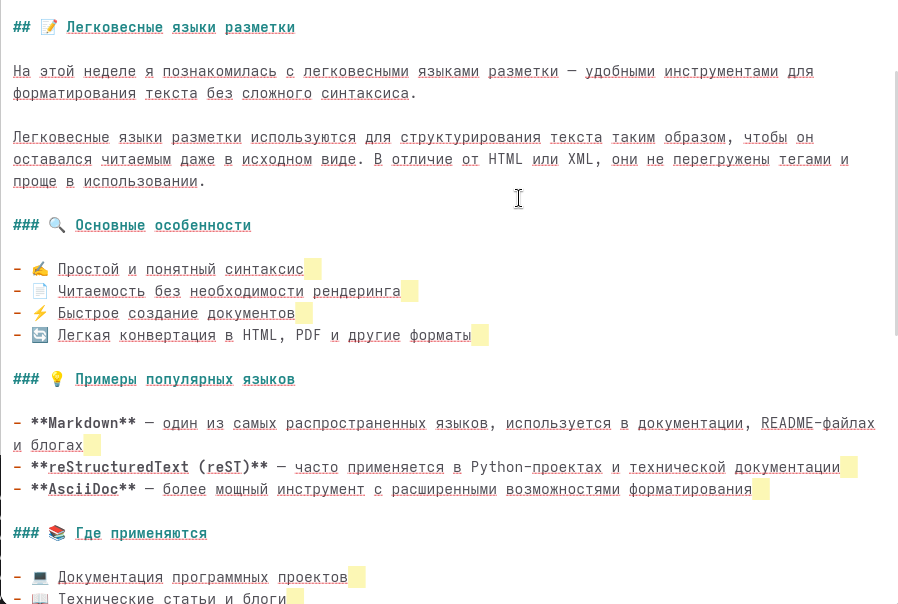 ## 📝 Легковесные языки разметки
На этой неделе я познакомилась с легковесными языками разметки — удобными инструментами для
форматирования текста без сложного синтаксиса.
Легковесные языки разметки используются для структурирования текста таким образом, чтобы он
оставался читаемым даже в исходном виде. В отличие от HTML или XML, они не перегружены тегами и
проще в использовании.
### 🔍 Основные особенности
- ✍️ Простой и понятный синтаксис
- 📄 Читаемость без необходимости рендеринга
- ⚡ Быстрое создание документов
- 🔄 Легкая конвертация в HTML, PDF и другие форматы
### 💡 Примеры популярных языков
- **Markdown** — один из самых распространенных языков, используется в документации, README-файлах
и блогах
- **reStructuredText (reST)** — часто применяется в Python-проектах и технической документации
- **AsciiDoc** — более мощный инструмент с расширенными возможностями форматирования
### 📚 Где применяются
- 💻 Документация программных проектов
- 📖 Технические статьи и блоги